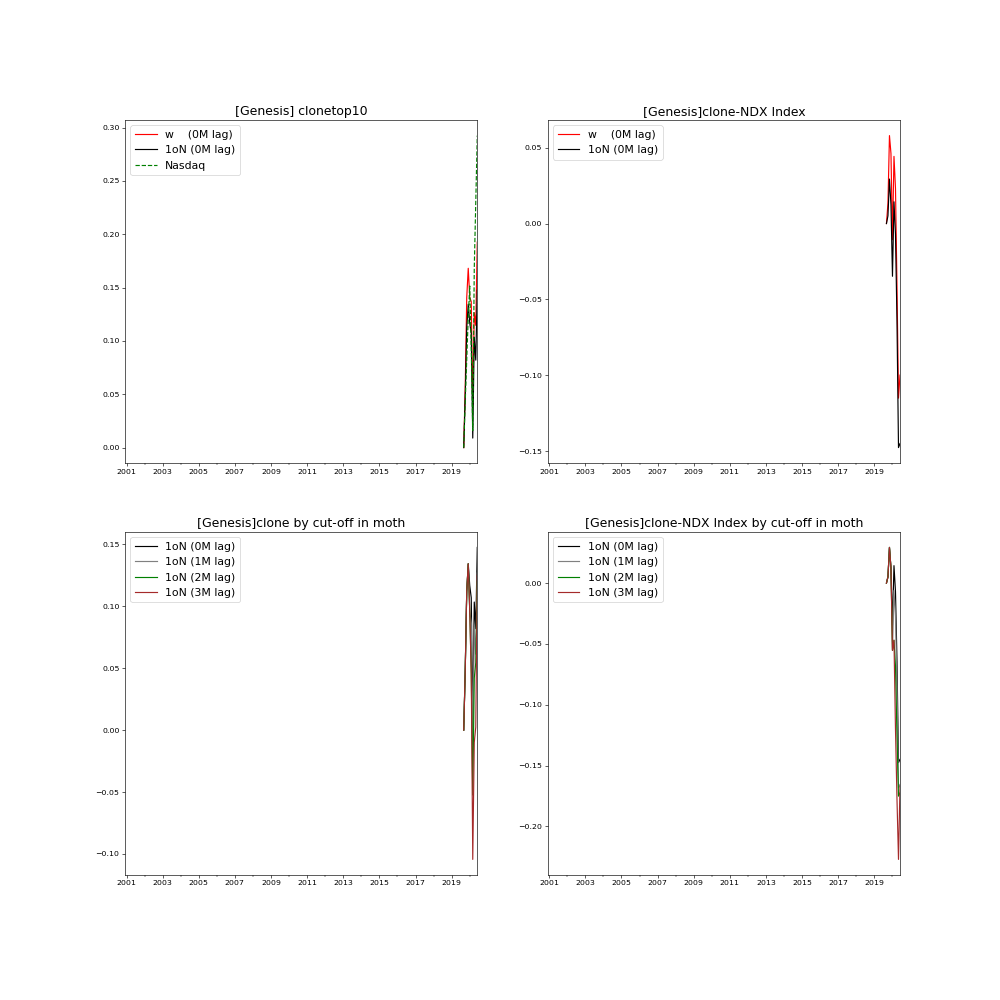 [Genesis] clonetop10
w    (0M lag)
1oN (0M lag)
Nasdaq
0.30
0.25
0.20
0.15
0.10
0.05
0.00
2001 2003 2005 2007 2009 2011 2013 2015 2017 2019
[Genesis]clone-NDX Index
w    (0M lag)
1oN (0M lag)
0.05
0.00
−0.05
−0.10
−0.15
2001 2003 2005 2007 2009 2011 2013 2015 2017 2019
[Genesis]clone by cut-off in moth
1oN (0M lag)
1oN (1M lag)
1oN (2M lag)
1oN (3M lag)
0.15
0.10
0.05
0.00
−0.05
−0.10
2001 2003 2005 2007 2009 2011 2013 2015 2017 2019
[Genesis]clone-NDX Index by cut-off in moth
1oN (0M lag)
1oN (1M lag)
1oN (2M lag)
1oN (3M lag)
0.00
−0.05
−0.10
−0.15
−0.20
2001 2003 2005 2007 2009 2011 2013 2015 2017 2019